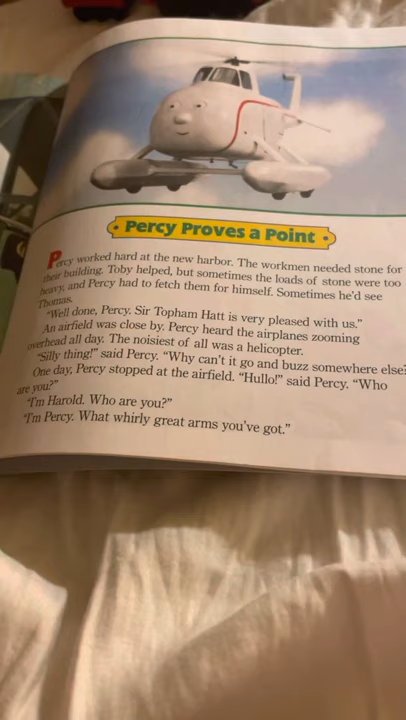 Percy Proves a Point
Percy worked hard at the new harbor. The workmen needed stone for
their building. Toby helped, but sometimes the loads of stone were too
heavy, and Percy had to fetch them for himself. Sometimes he'd see
Thomas.
"Well done, Percy. Sir Topham Hatt is very pleased with us."
An airfield was close by. Percy heard the airplanes zooming
overhead all day. The noisiest of all was a helicopter.
"Silly thing!" said Percy. "Why can't it go and buzz somewhere else?
One day, Percy stopped at the airfield. "Hullo!" said Percy. "Who
are you?"
"I'm Harold. Who are you?"
"I'm Percy. What whirly great arms you've got."